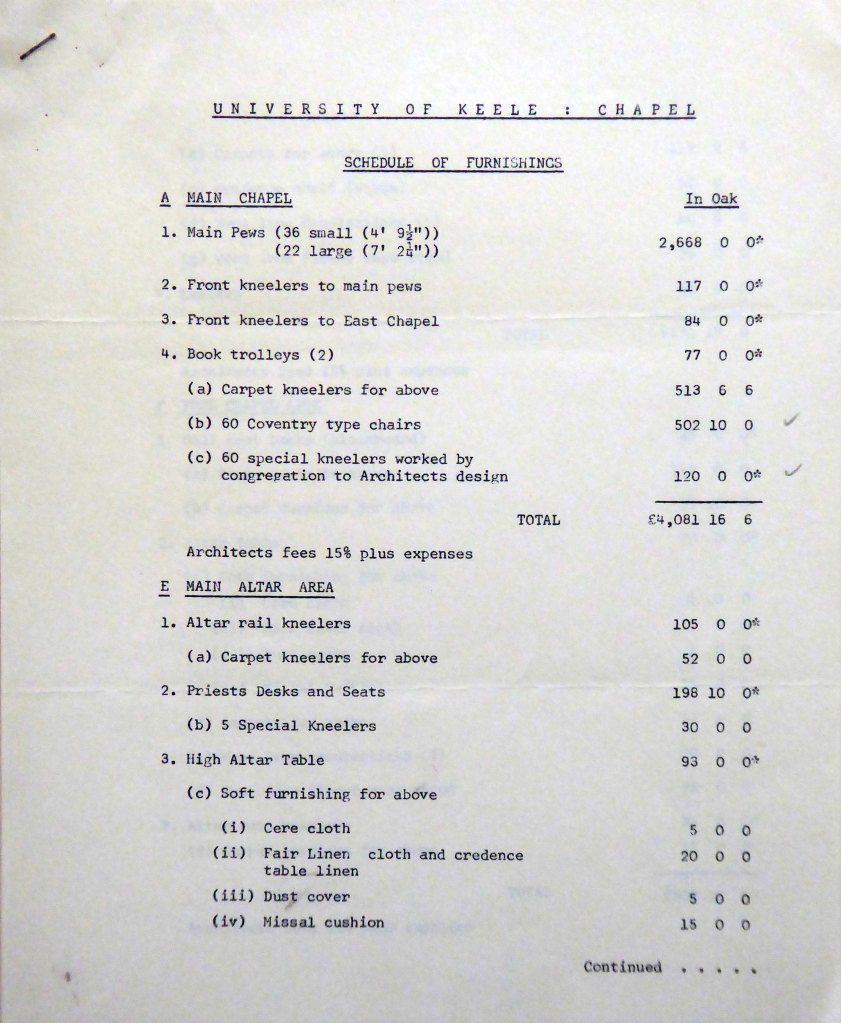 UNIVERSITY OF KEELE : CHAPEL
SCHEDULE OF FURNISHINGS
A MAIN CHAPEL In Oak
1. Main Pews (36 small (4' 9½"))
(22 large (7' 2¼")) 2,668 0 0*
2. Front kneelers to main pews 117 0 0*
3. Front kneelers to East Chapel 84 0 0*
4. Book trolleys (2) 77 0 0*
(a) Carpet kneelers for above 513 6 6
(b) 60 Coventry type chairs 502 10 0 ✓
(c) 60 special kneelers worked by
congregation to Architects design 120 0 0* ✓
TOTAL £4,081 16 6
Architects fees 15% plus expenses
E MAIN ALTAR AREA
1. Altar rail kneelers 105 0 0*
(a) Carpet kneelers for above 52 0 0
2. Priests Desks and Seats 198 10 0*
(b) 5 Special Kneelers 30 0 0
3. High Altar Table 93 0 0*
(c) Soft furnishing for above
(i) Cere cloth 5 0 0
(ii) Fair Linen cloth and credence 20 0 0
table linen
(iii) Dust cover 5 0 0
(iv) Missal cushion 15 0 0
Continued . . . . .